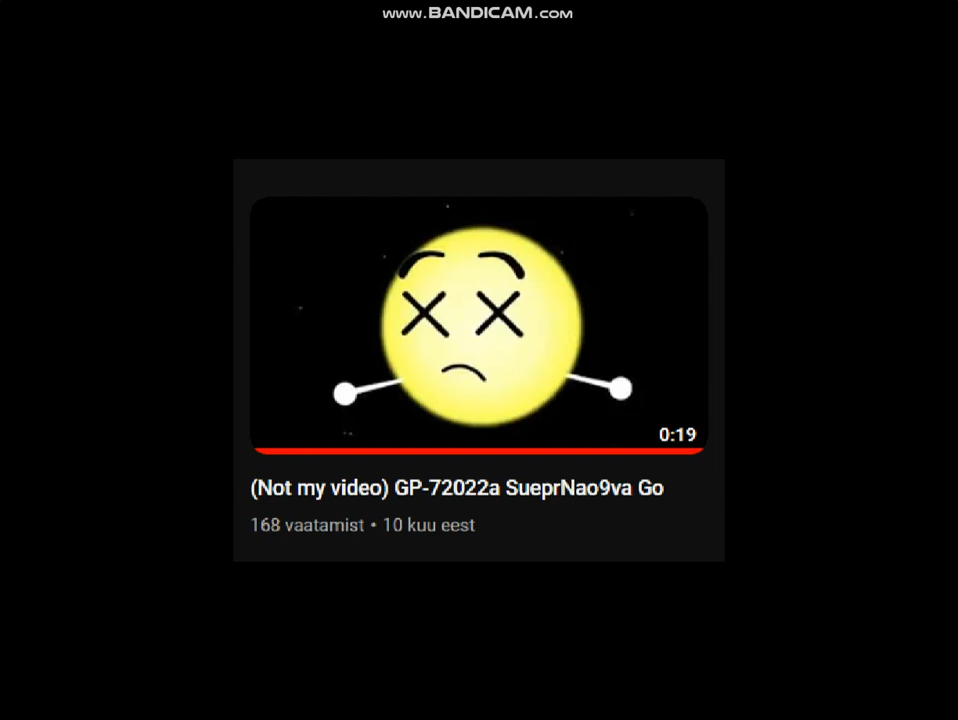 www.BANDICAM.com
0:19
(Not my video) GP-72022a SueprNao9va Go
168 vaatamist • 10 kuu eest